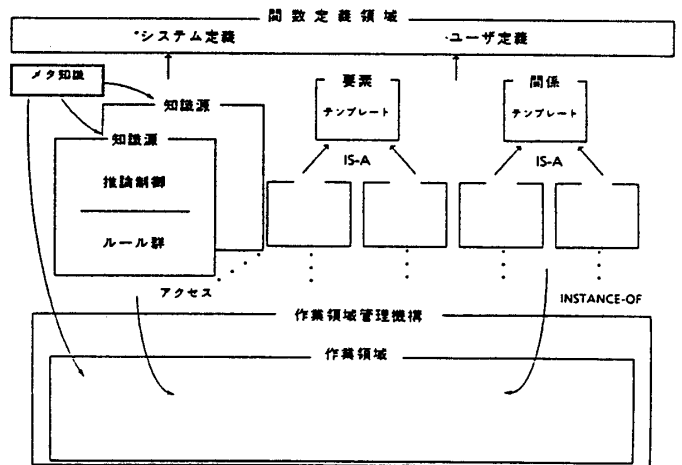 関数定義領域
・システム定義
・ユーザ定義
メタ知識
知識源
知識源
推論制御
ルール群
要素
テンプレート
関係
テンプレート
IS-A
IS-A
アクセス
INSTANCE-OF
作業領域管理機構
作業領域